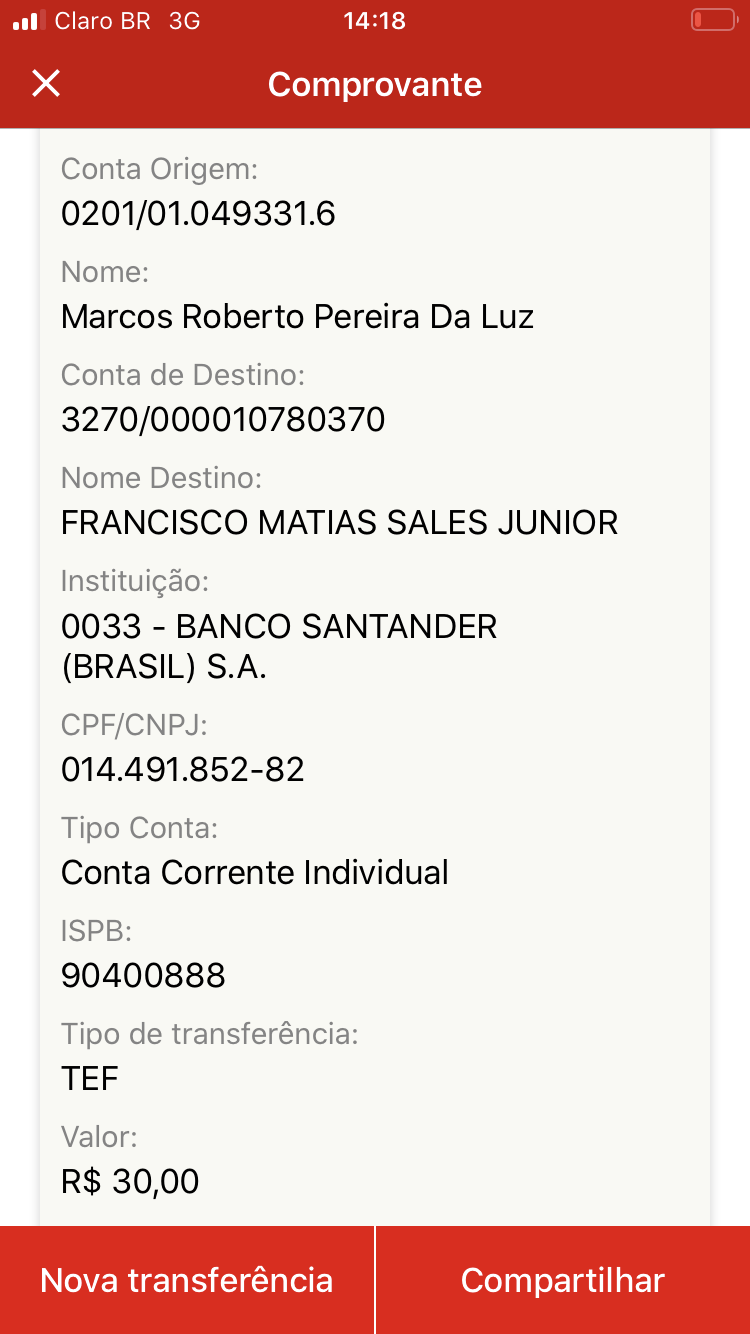 Claro BR 3G 14:18
Comprovante
Conta Origem:
0201/01.049331.6
Nome:
Marcos Roberto Pereira Da Luz
Conta de Destino:
3270/000010780370
Nome Destino:
FRANCISCO MATIAS SALES JUNIOR
Instituição:
0033 - BANCO SANTANDER
(BRASIL) S.A.
CPF/CNPJ:
014.491.852-82
Tipo Conta:
Conta Corrente Individual
ISPB:
90400888
Tipo de transferência:
TEF
Valor:
R$ 30,00
Nova transferência
Compartilhar